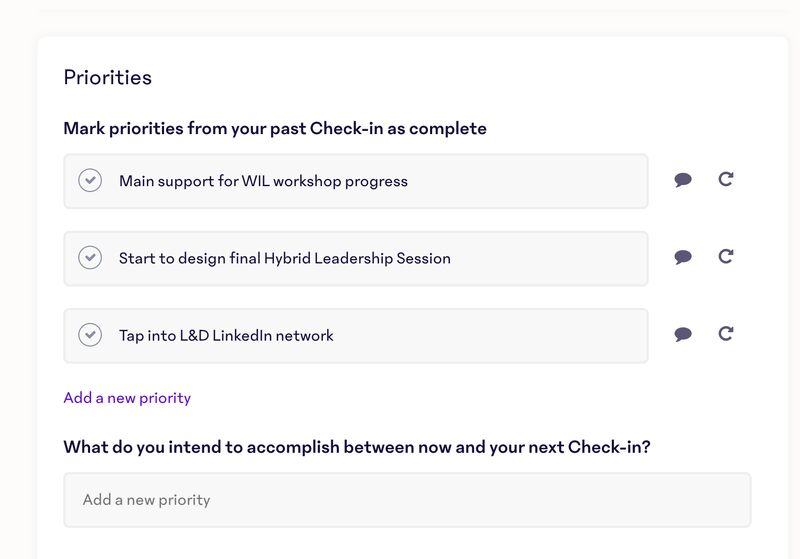 Priorities
Mark priorities from your past Check-in as complete
Main support for WIL workshop progress
Start to design final Hybrid Leadership Session
Tap into L&D LinkedIn network
Add a new priority
What do you intend to accomplish between now and your next Check-in?
Add a new priority